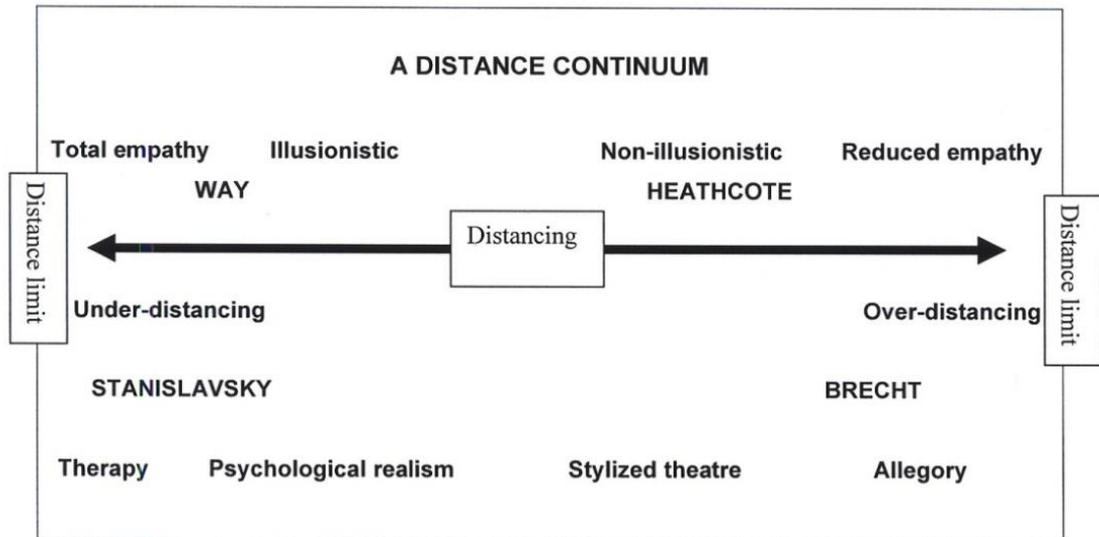 A DISTANCE CONTINUUM
Total empathy Illusionistic Non-illusionistic Reduced empathy
WAY HEATHCOTE
Distance limit
Distancing
Distance limit
Under-distancing Over-distancing
STANISLAVSKY BRECHT
Therapy Psychological realism Stylized theatre Allegory